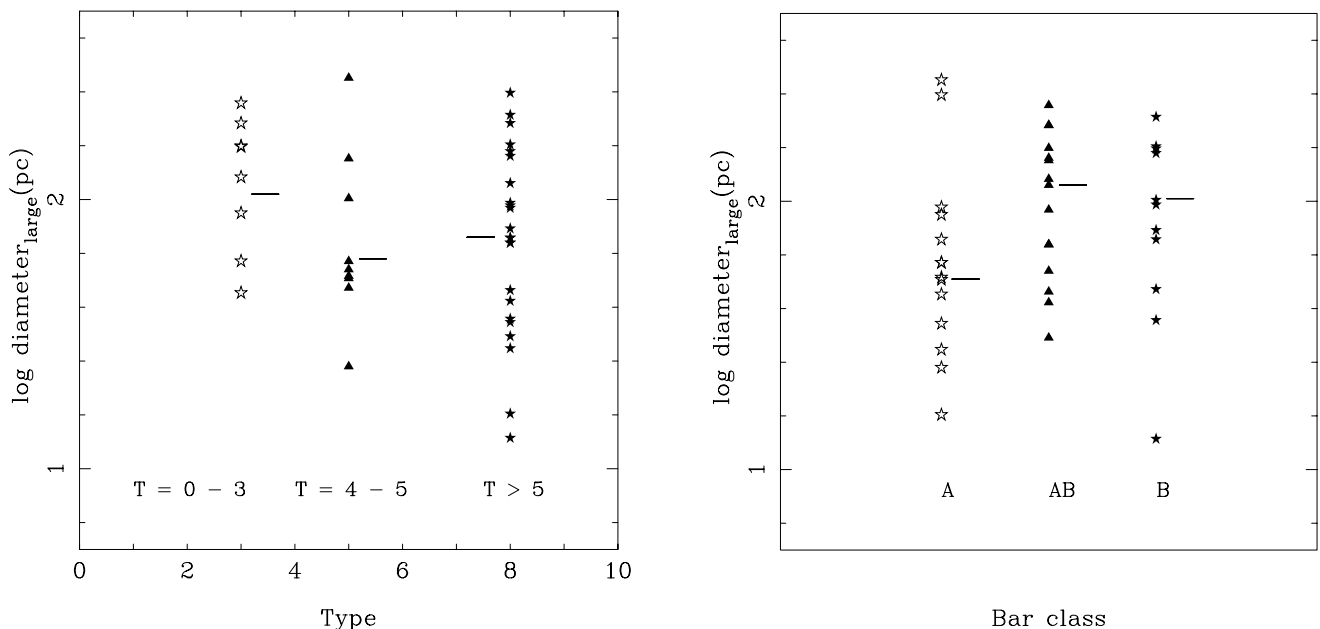 log diameter_large(pc)
2
1
T = 0 – 3
T = 4 – 5
T > 5
0 2 4 6 8 10
Type
log diameter_large(pc)
2
1
A AB B
Bar class